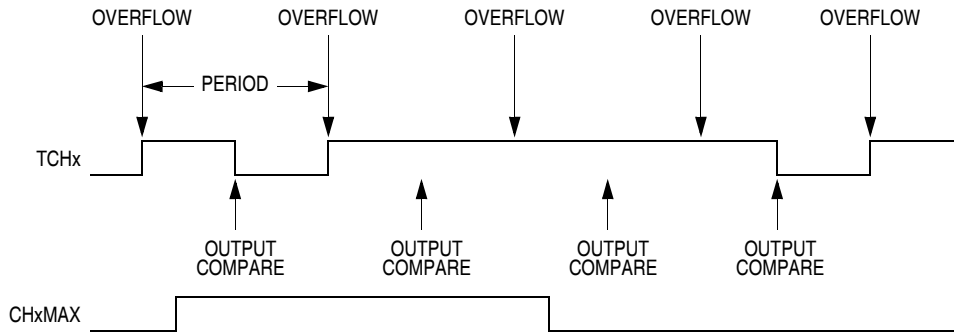 OVERFLOW OVERFLOW OVERFLOW OVERFLOW OVERFLOW
PERIOD
TCHx
OUTPUT OUTPUT OUTPUT OUTPUT
COMPARE COMPARE COMPARE COMPARE
CHxMAX